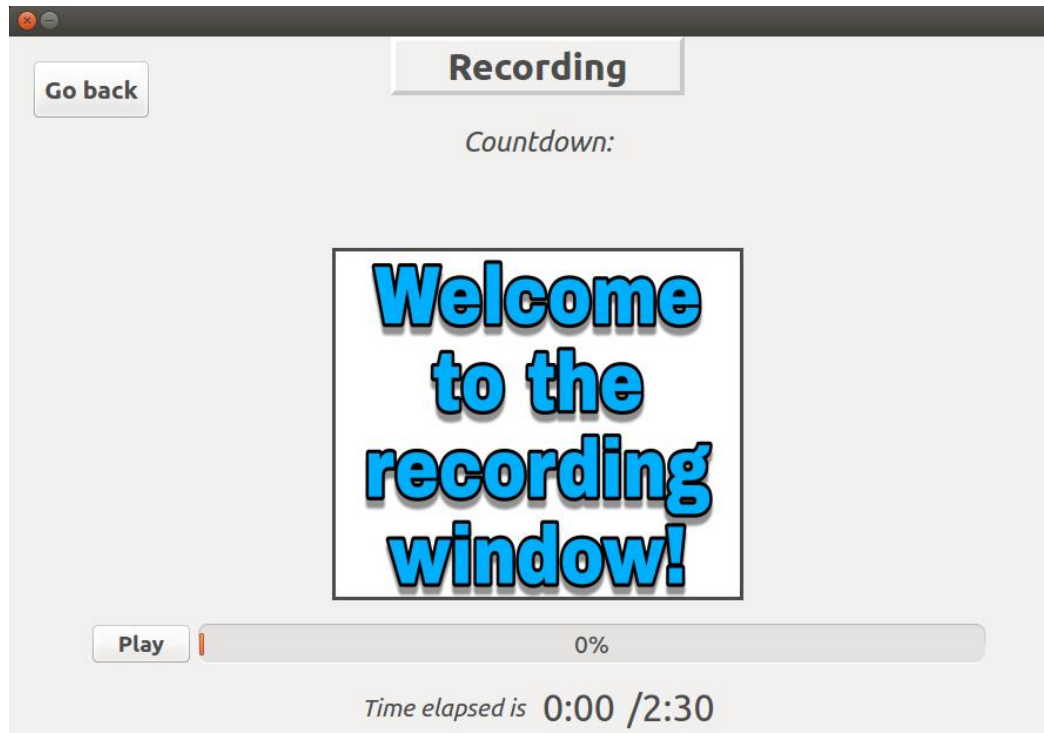 Recording
Go back
Countdown:
Welcome
to the
recording
window!
Play
0%
Time elapsed is 0:00 /2:30